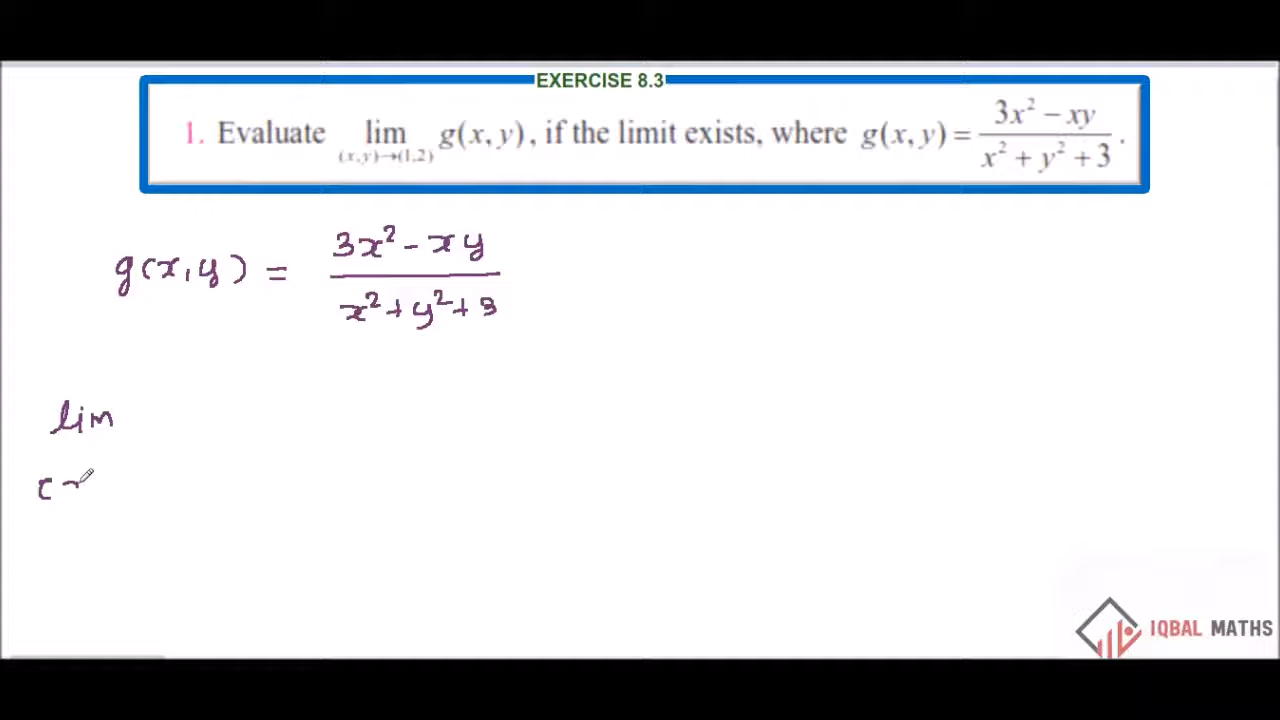 EXERCISE 8.3
1. Evaluate lim (x,y)→(1,2) g(x, y), if the limit exists, where g(x, y) = (3x² − xy)/(x² + y² + 3).
g(x,y) = (3x² - xy)/(x² + y² + 3)
lim
(x
IQBAL MATHS